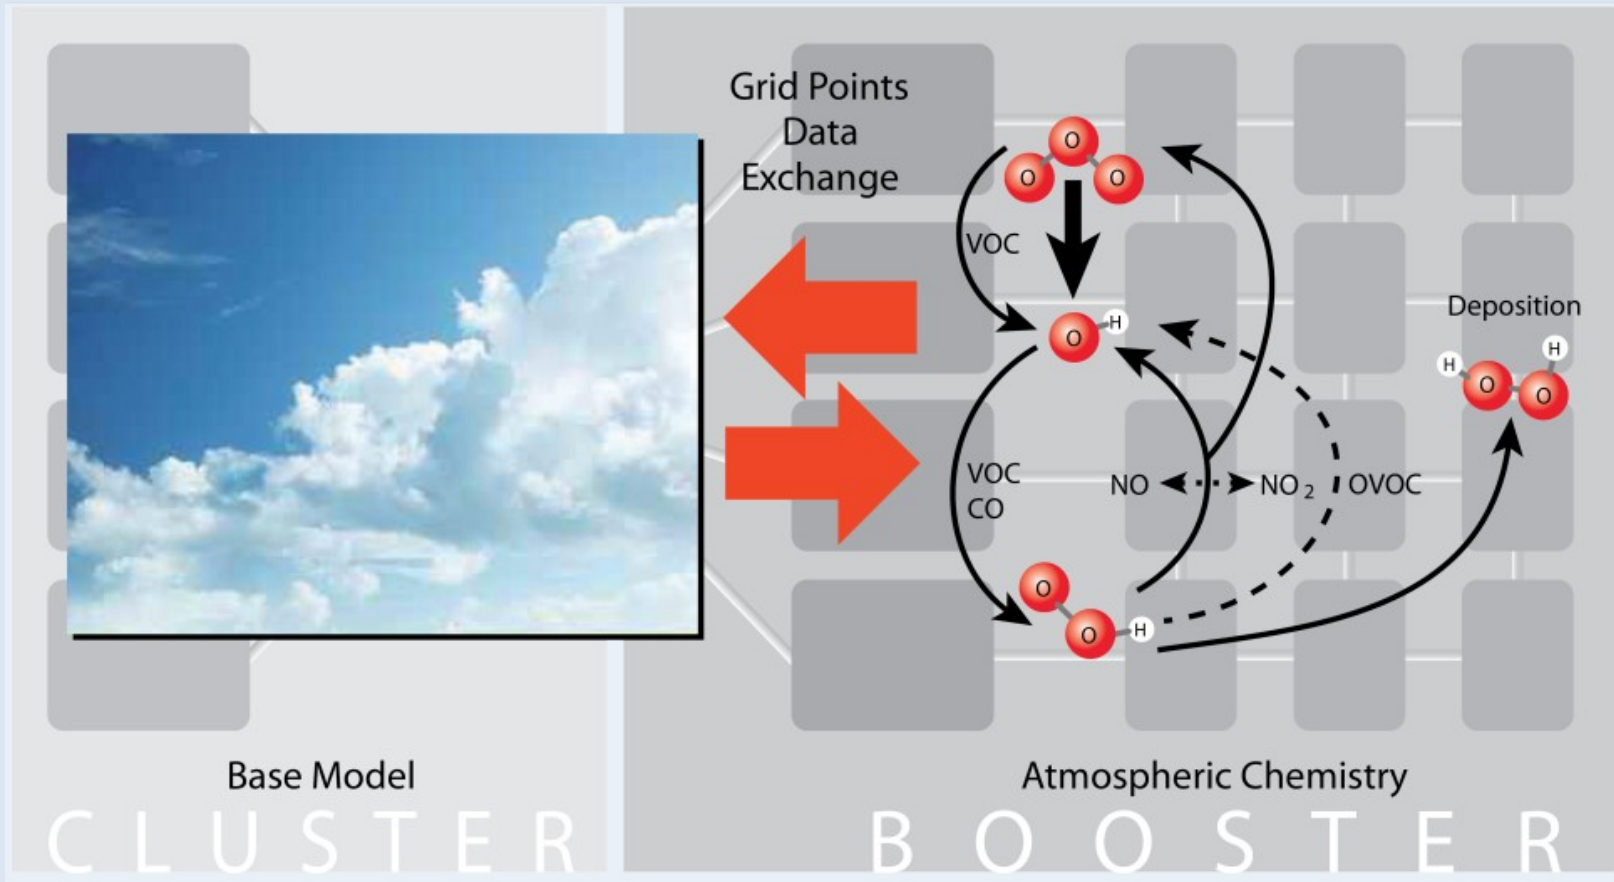 Grid Points
Data
Exchange
O
O O
VOC
O H
Deposition
H H
O O
VOC
CO
NO NO2 OVOC
O
O H
Base Model
Atmospheric Chemistry
CLUSTER
BOOSTER